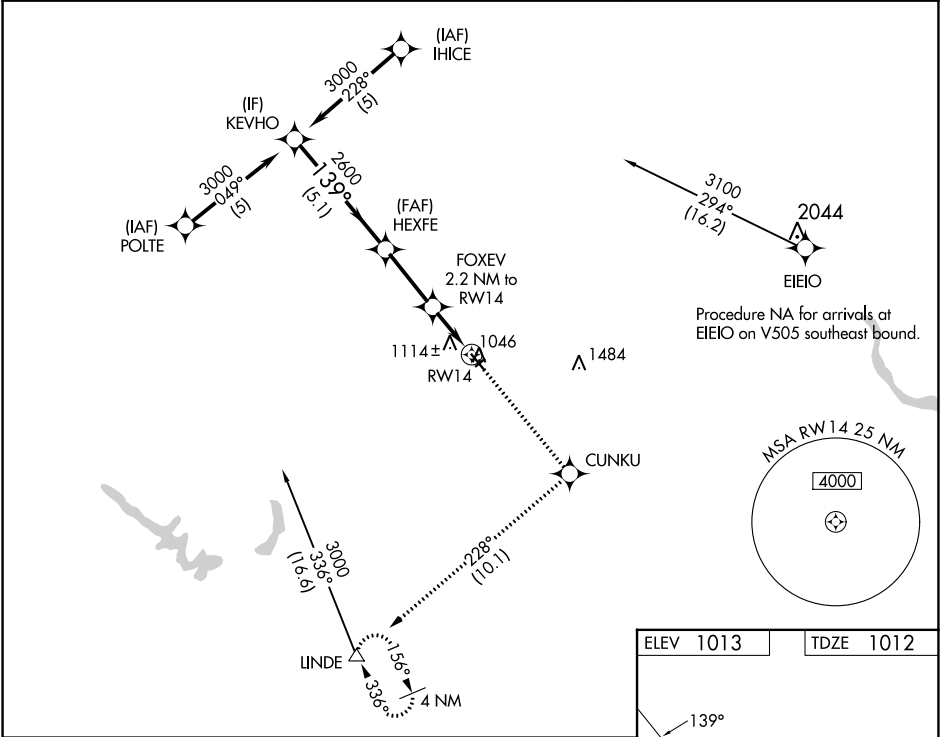 (IAF)
IHICE
3000
228°
(5)
(IF)
KEVHO
3000
049°
(5)
(IAF)
POLTE
2600
139°
(5.1)
(FAF)
HEXFE
FOXEV
2.2 NM to
RW14
1114±
1046
RW14
1484
3100
294°
(16.2)
2044
EIEIO
Procedure NA for arrivals at
EIEIO on V505 southeast bound.
CUNKU
MSA RW14 25 NM
4000
228°
(10.1)
3000
336°
(16.6)
LINDE
156°
336°
4 NM
ELEV 1013
TDZE 1012
139°